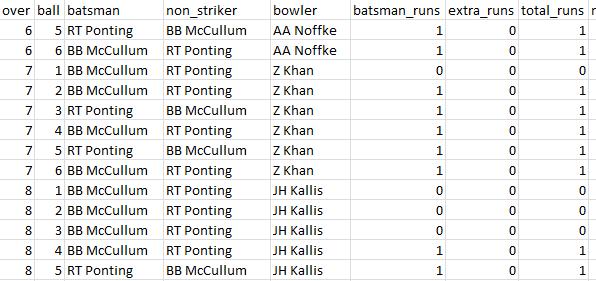 over ball batsman non_striker bowler batsman_runs extra_runs total_runs
6 5 RT Ponting BB McCullum AA Noffke 1 0 1
6 6 BB McCullum RT Ponting AA Noffke 1 0 1
7 1 BB McCullum RT Ponting Z Khan 0 0 0
7 2 BB McCullum RT Ponting Z Khan 1 0 1
7 3 RT Ponting BB McCullum Z Khan 1 0 1
7 4 BB McCullum RT Ponting Z Khan 1 0 1
7 5 RT Ponting BB McCullum Z Khan 1 0 1
7 6 BB McCullum RT Ponting Z Khan 1 0 1
8 1 BB McCullum RT Ponting JH Kallis 0 0 0
8 2 BB McCullum RT Ponting JH Kallis 0 0 0
8 3 BB McCullum RT Ponting JH Kallis 0 0 0
8 4 BB McCullum RT Ponting JH Kallis 1 0 1
8 5 RT Ponting BB McCullum JH Kallis 1 0 1